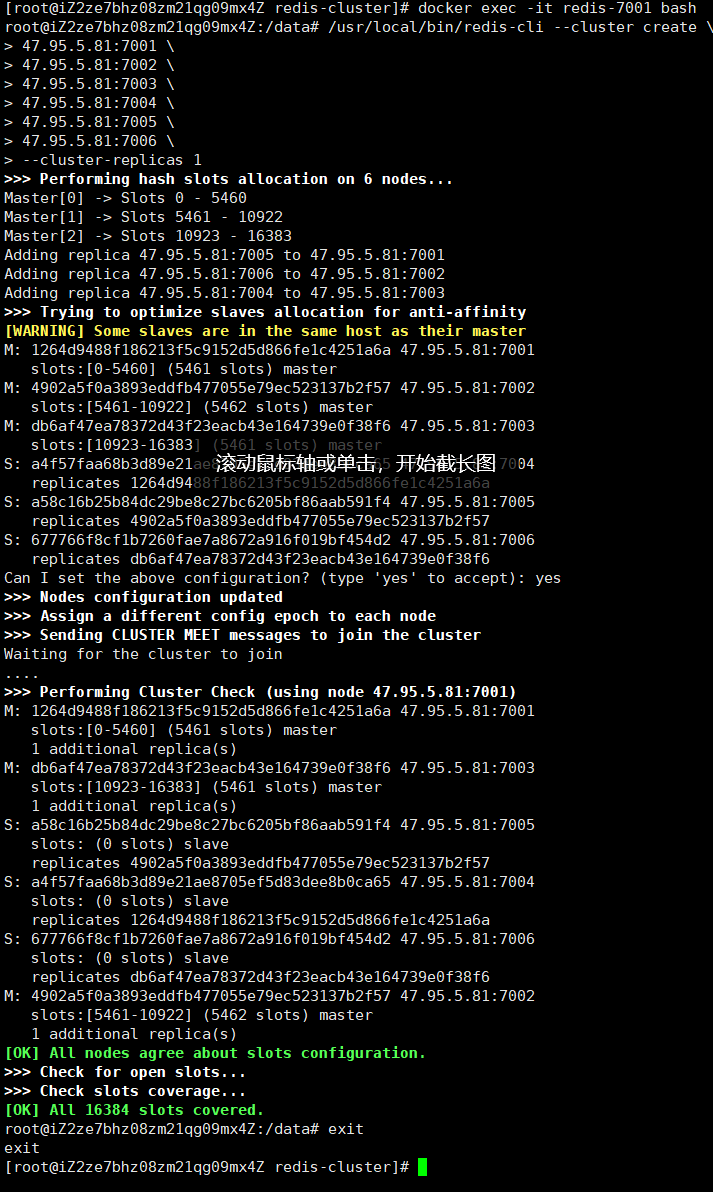 [root@iZ2ze7bhz08zm21qg09mx4Z redis-cluster]# docker exec -it redis-7001 bash
root@iZ2ze7bhz08zm21qg09mx4Z:/data# /usr/local/bin/redis-cli --cluster create \
> 47.95.5.81:7001 \
> 47.95.5.81:7002 \
> 47.95.5.81:7003 \
> 47.95.5.81:7004 \
> 47.95.5.81:7005 \
> 47.95.5.81:7006 \
> --cluster-replicas 1
>>> Performing hash slots allocation on 6 nodes...
Master[0] -> Slots 0 - 5460
Master[1] -> Slots 5461 - 10922
Master[2] -> Slots 10923 - 16383
Adding replica 47.95.5.81:7005 to 47.95.5.81:7001
Adding replica 47.95.5.81:7006 to 47.95.5.81:7002
Adding replica 47.95.5.81:7004 to 47.95.5.81:7003
>>> Trying to optimize slaves allocation for anti-affinity
[WARNING] Some slaves are in the same host as their master
M: 1264d9488f186213f5c9152d5d866fe1c4251a6a 47.95.5.81:7001
   slots:[0-5460] (5461 slots) master
M: 4902a5f0a3893eddfb477055e79ec523137b2f57 47.95.5.81:7002
   slots:[5461-10922] (5462 slots) master
M: db6af47ea78372d43f23eacb43e164739e0f38f6 47.95.5.81:7003
   slots:[10923-16383] (5461 slots) master
S: 滚动鼠标轴或单击，开始截长图
   replicates 1264d9488f186213f5c9152d5d866fe1c4251a6a
S: a58c16b25b84dc29be8c27bc6205bf86aab591f4 47.95.5.81:7005
   replicates 4902a5f0a3893eddfb477055e79ec523137b2f57
S: 677766f8cf1b7260fae7a8672a916f019bf454d2 47.95.5.81:7006
   replicates db6af47ea78372d43f23eacb43e164739e0f38f6
Can I set the above configuration? (type 'yes' to accept): yes
>>> Nodes configuration updated
>>> Assign a different config epoch to each node
>>> Sending CLUSTER MEET messages to join the cluster
Waiting for the cluster to join
....
>>> Performing Cluster Check (using node 47.95.5.81:7001)
M: 1264d9488f186213f5c9152d5d866fe1c4251a6a 47.95.5.81:7001
   slots:[0-5460] (5461 slots) master
   1 additional replica(s)
M: db6af47ea78372d43f23eacb43e164739e0f38f6 47.95.5.81:7003
   slots:[10923-16383] (5461 slots) master
   1 additional replica(s)
S: a58c16b25b84dc29be8c27bc6205bf86aab591f4 47.95.5.81:7005
   slots: (0 slots) slave
   replicates 4902a5f0a3893eddfb477055e79ec523137b2f57
S: a4f57faa68b3d89e21ae8705ef5d83dee8b0ca65 47.95.5.81:7004
   slots: (0 slots) slave
   replicates 1264d9488f186213f5c9152d5d866fe1c4251a6a
S: 677766f8cf1b7260fae7a8672a916f019bf454d2 47.95.5.81:7006
   slots: (0 slots) slave
   replicates db6af47ea78372d43f23eacb43e164739e0f38f6
M: 4902a5f0a3893eddfb477055e79ec523137b2f57 47.95.5.81:7002
   slots:[5461-10922] (5462 slots) master
   1 additional replica(s)
[OK] All nodes agree about slots configuration.
>>> Check for open slots...
>>> Check slots coverage...
[OK] All 16384 slots covered.
root@iZ2ze7bhz08zm21qg09mx4Z:/data# exit
exit
[root@iZ2ze7bhz08zm21qg09mx4Z redis-cluster]#